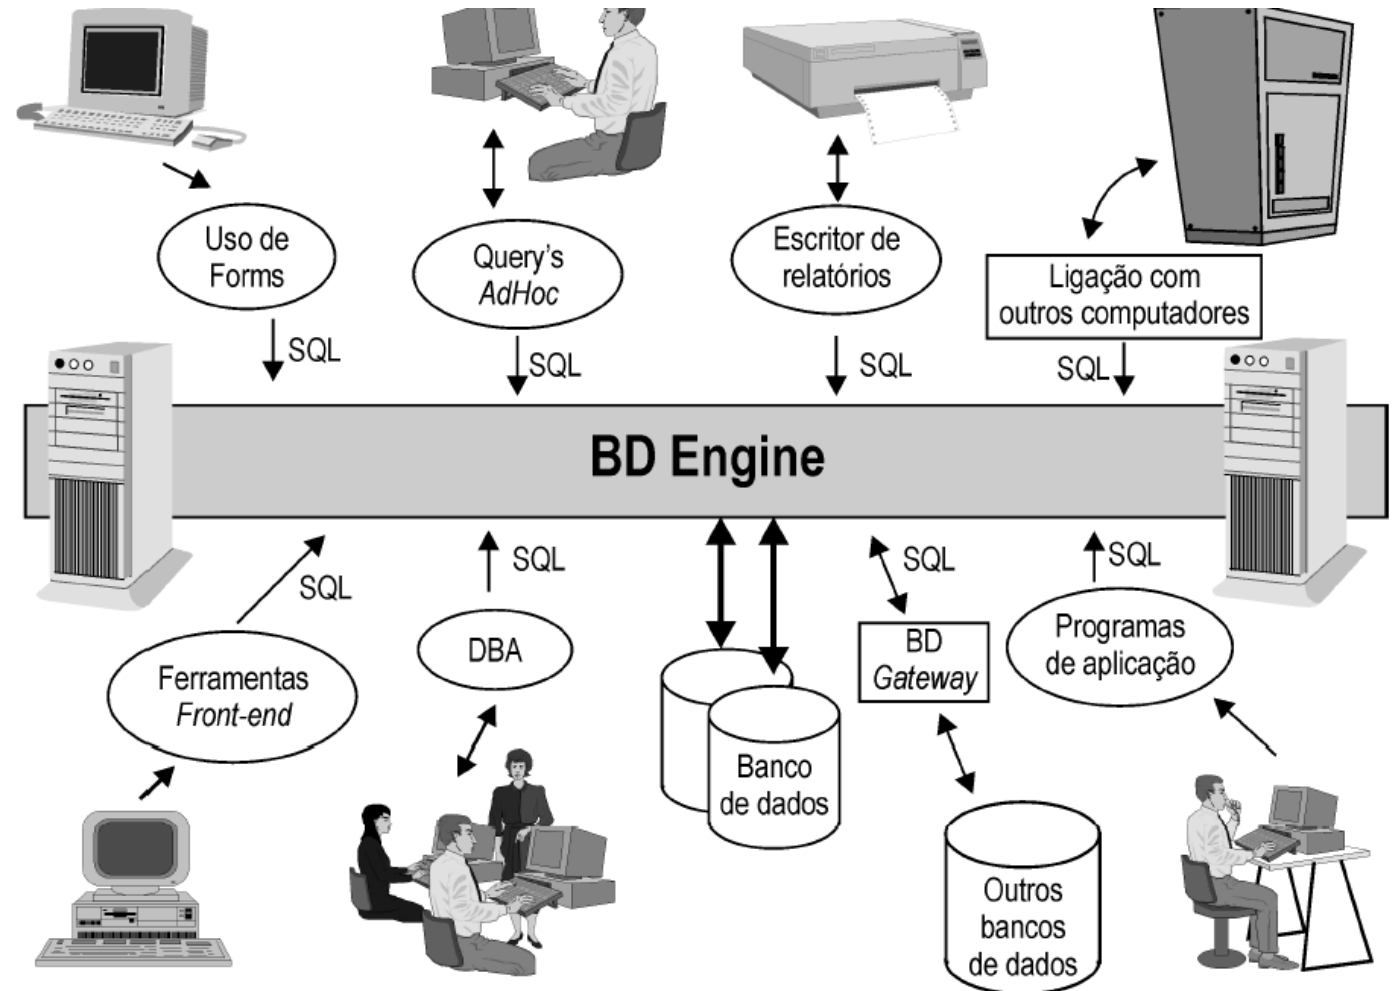 Uso de
Forms
Query's
AdHoc
Escritor de
relatórios
Ligação com
outros computadores
SQL
SQL
SQL
SQL
BD Engine
SQL
SQL
SQL
SQL
Ferramentas
Front-end
DBA
Banco
de dados
BD
Gateway
Programas
de aplicação
Outros
bancos
de dados